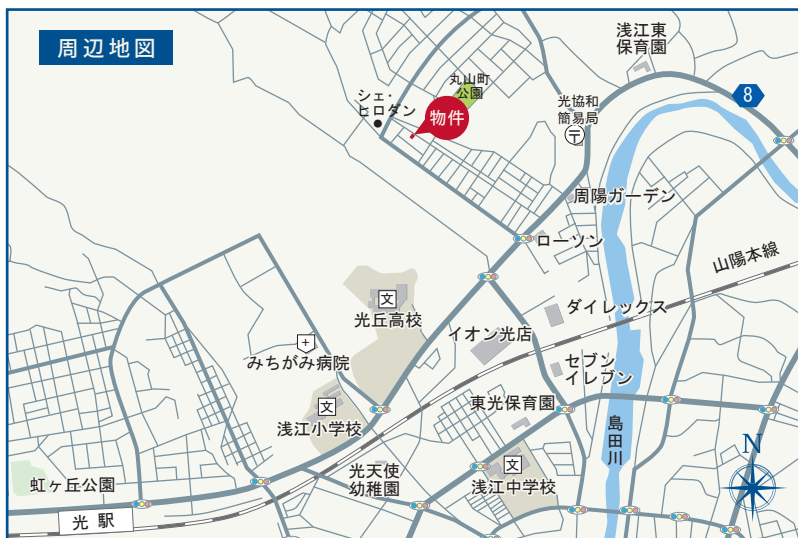 周辺地図
浅江東
保育園
8
丸山町
公園
シェ・
ヒロダン
物件
光協和
簡易局
〒
周陽ガーデン
ローソン
山陽本線
文
光丘高校
ダイレックス
イオン光店
みちがみ病院
セブン
イレブン
文
浅江小学校
東光保育園
島田川
N
光天使
幼稚園
文
浅江中学校
虹ヶ丘公園
光駅